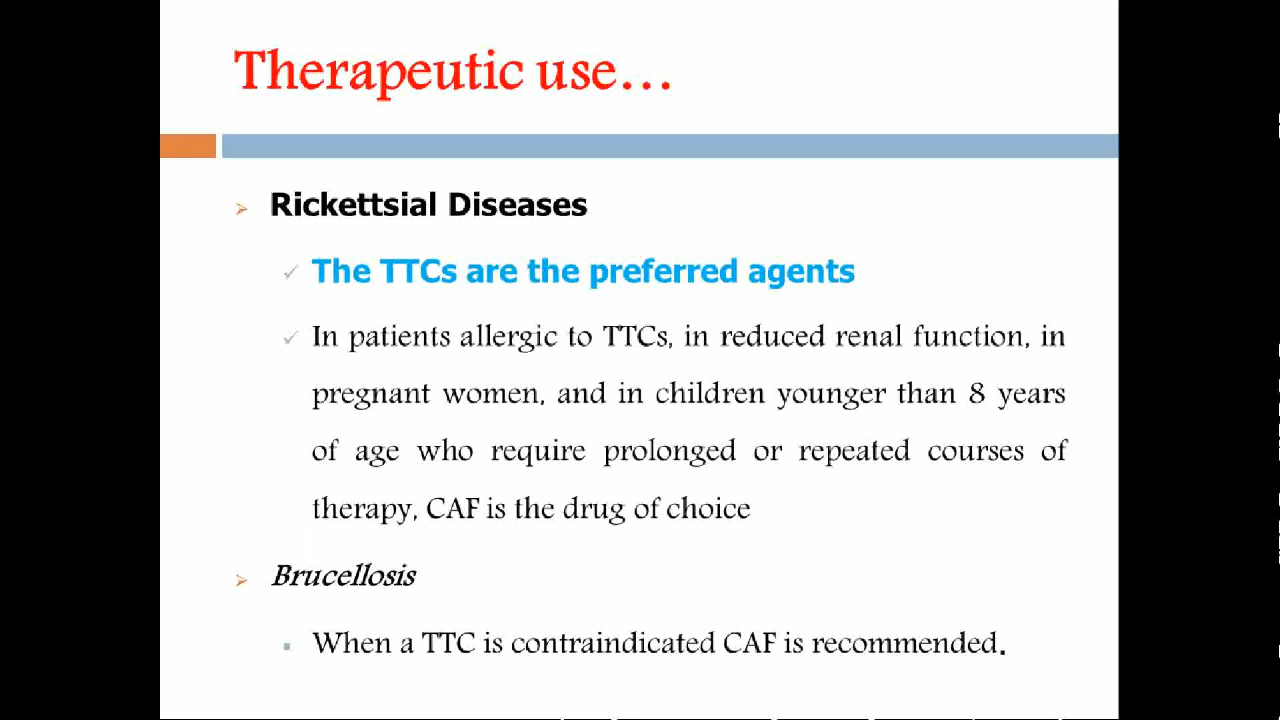 Therapeutic use...
Rickettsial Diseases
The TTCs are the preferred agents
In patients allergic to TTCs, in reduced renal function, in
pregnant women, and in children younger than 8 years
of age who require prolonged or repeated courses of
therapy, CAF is the drug of choice
Brucellosis
When a TTC is contraindicated CAF is recommended.